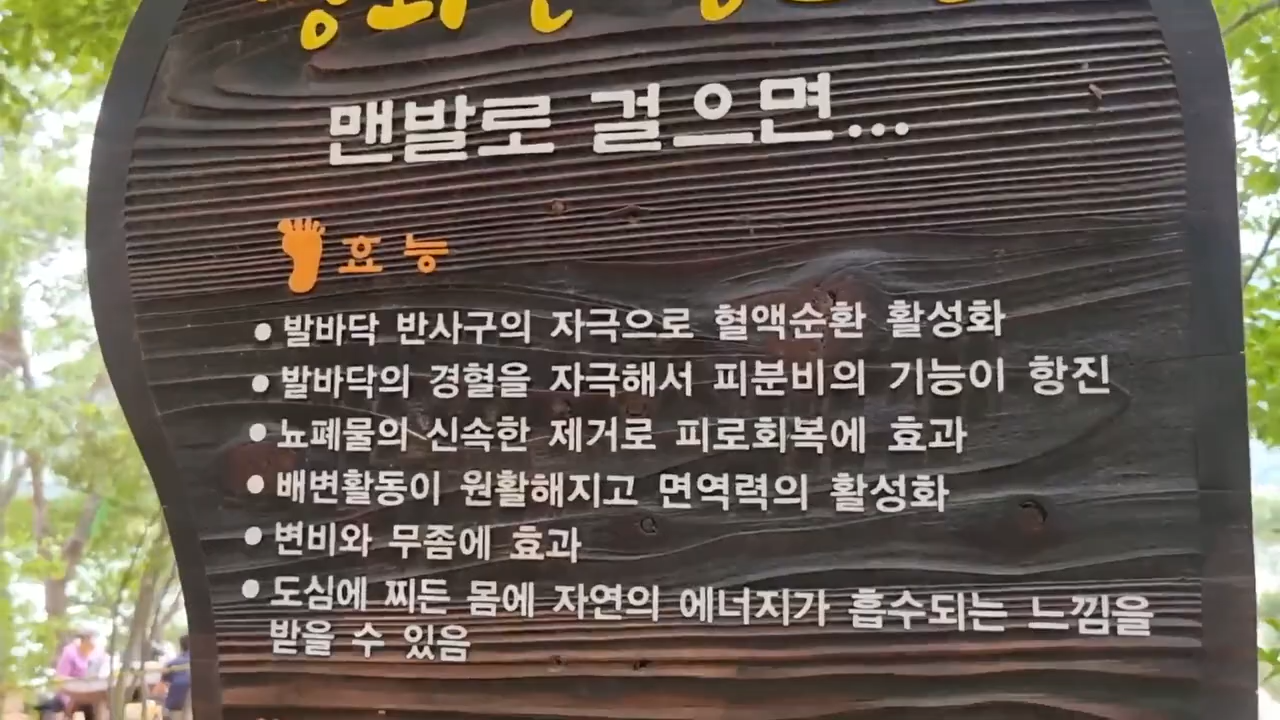 맨발로 걸으면...
효능
• 발바닥 반사구의 자극으로 혈액순환 활성화
• 발바닥의 경혈을 자극해서 피분비의 기능이 항진
• 뇨폐물의 신속한 제거로 피로회복에 효과
• 배변활동이 원활해지고 면역력의 활성화
• 변비와 무좀에 효과
• 도심에 찌든 몸에 자연의 에너지가 흡수되는 느낌을
받을 수 있음